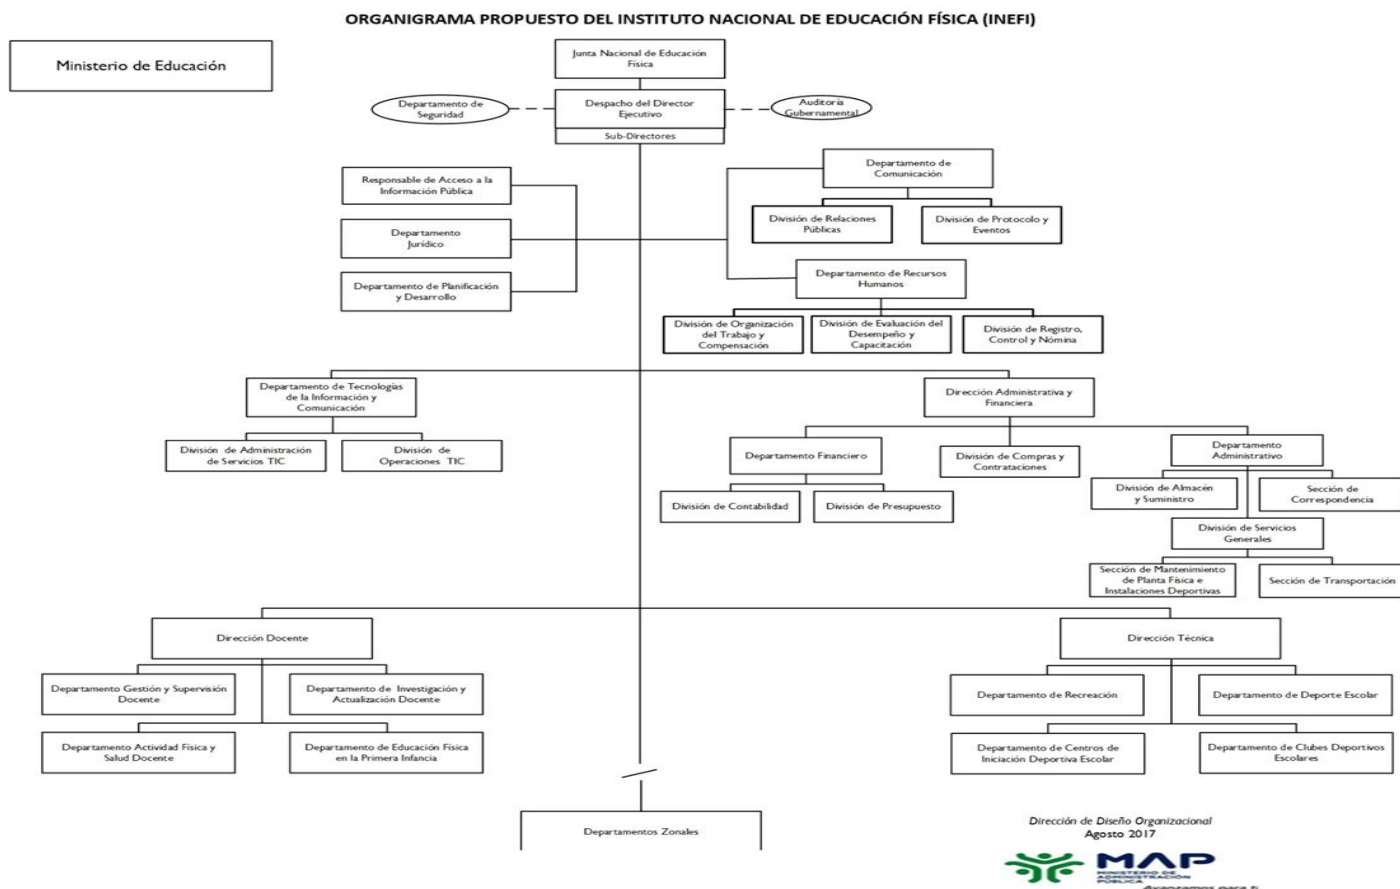 ORGANIGRAMA PROPUESTO DEL INSTITUTO NACIONAL DE EDUCACIÓN FÍSICA (INEFI)
Ministerio de Educación
Junta Nacional de Educación
Física
Departamento de
Seguridad
Despacho del Director
Ejecutivo
Auditoría
Gubernamental
Sub-Directores
Responsable de Acceso a la
Información Pública
Departamento
Jurídico
Departamento de Planificación
y Desarrollo
Departamento de
Comunicación
División de Relaciones
Públicas
División de Protocolo y
Eventos
Departamento de Recursos
Humanos
División de Organización
del Trabajo y
Compensación
División de Evaluación del
Desempeño y
Capacitación
División de Registro,
Control y Nómina
Departamento de Tecnologías
de la Información y
Comunicación
División de Administración
de Servicios TIC
División de
Operaciones TIC
Dirección Administrativa y
Financiera
Departamento Financiero
División de Compras y
Contrataciones
Departamento
Administrativo
División de Contabilidad
División de Presupuesto
División de Almacén
y Suministro
Sección de
Correspondencia
División de Servicios
Generales
Sección de Mantenimiento
de Planta Física e
Instalaciones Deportivas
Sección de Transportación
Dirección Docente
Departamento Gestión y Supervisión
Docente
Departamento de Investigación y
Actualización Docente
Departamento Actividad Física y
Salud Docente
Departamento de Educación Física
en la Primera Infancia
Dirección Técnica
Departamento de Recreación
Departamento de Deporte Escolar
Departamento de Centros de
Iniciación Deportiva Escolar
Departamento de Clubes Deportivos
Escolares
Departamentos Zonales
Dirección de Diseño Organizacional
Agosto 2017
MAP
MINISTERIO DE
ADMINISTRACIÓN
PÚBLICA
Avanzamos para ti